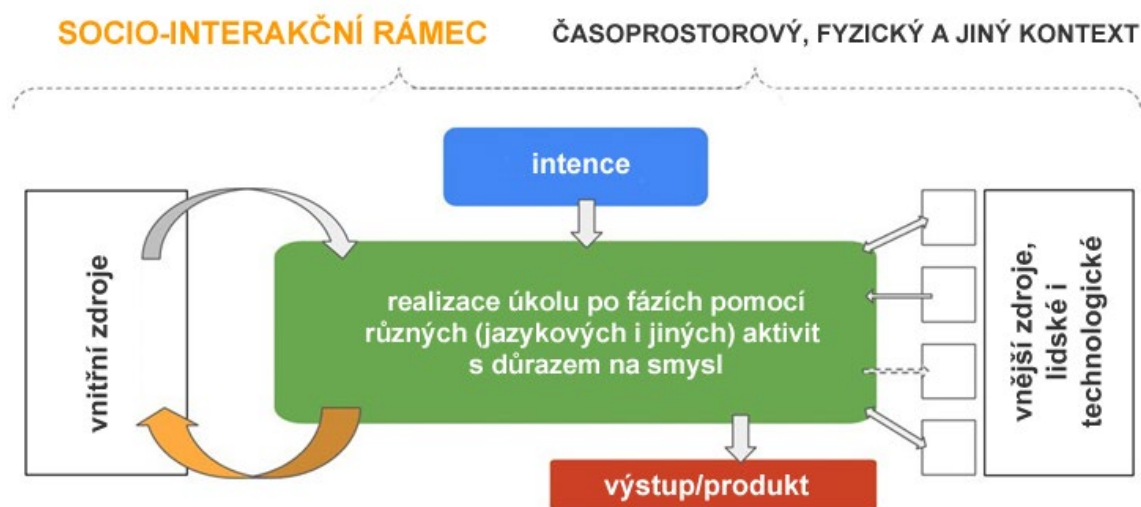 SOCIO-INTERAKČNÍ RÁMEC
ČASOPROSTOROVÝ, FYZICKÝ A JINÝ KONTEXT
intence
vnitřní zdroje
realizace úkolu po fázích pomocí
různých (jazykových i jiných) aktivit
s důrazem na smysl
vnější zdroje,
lidské i
technologické
výstup/produkt